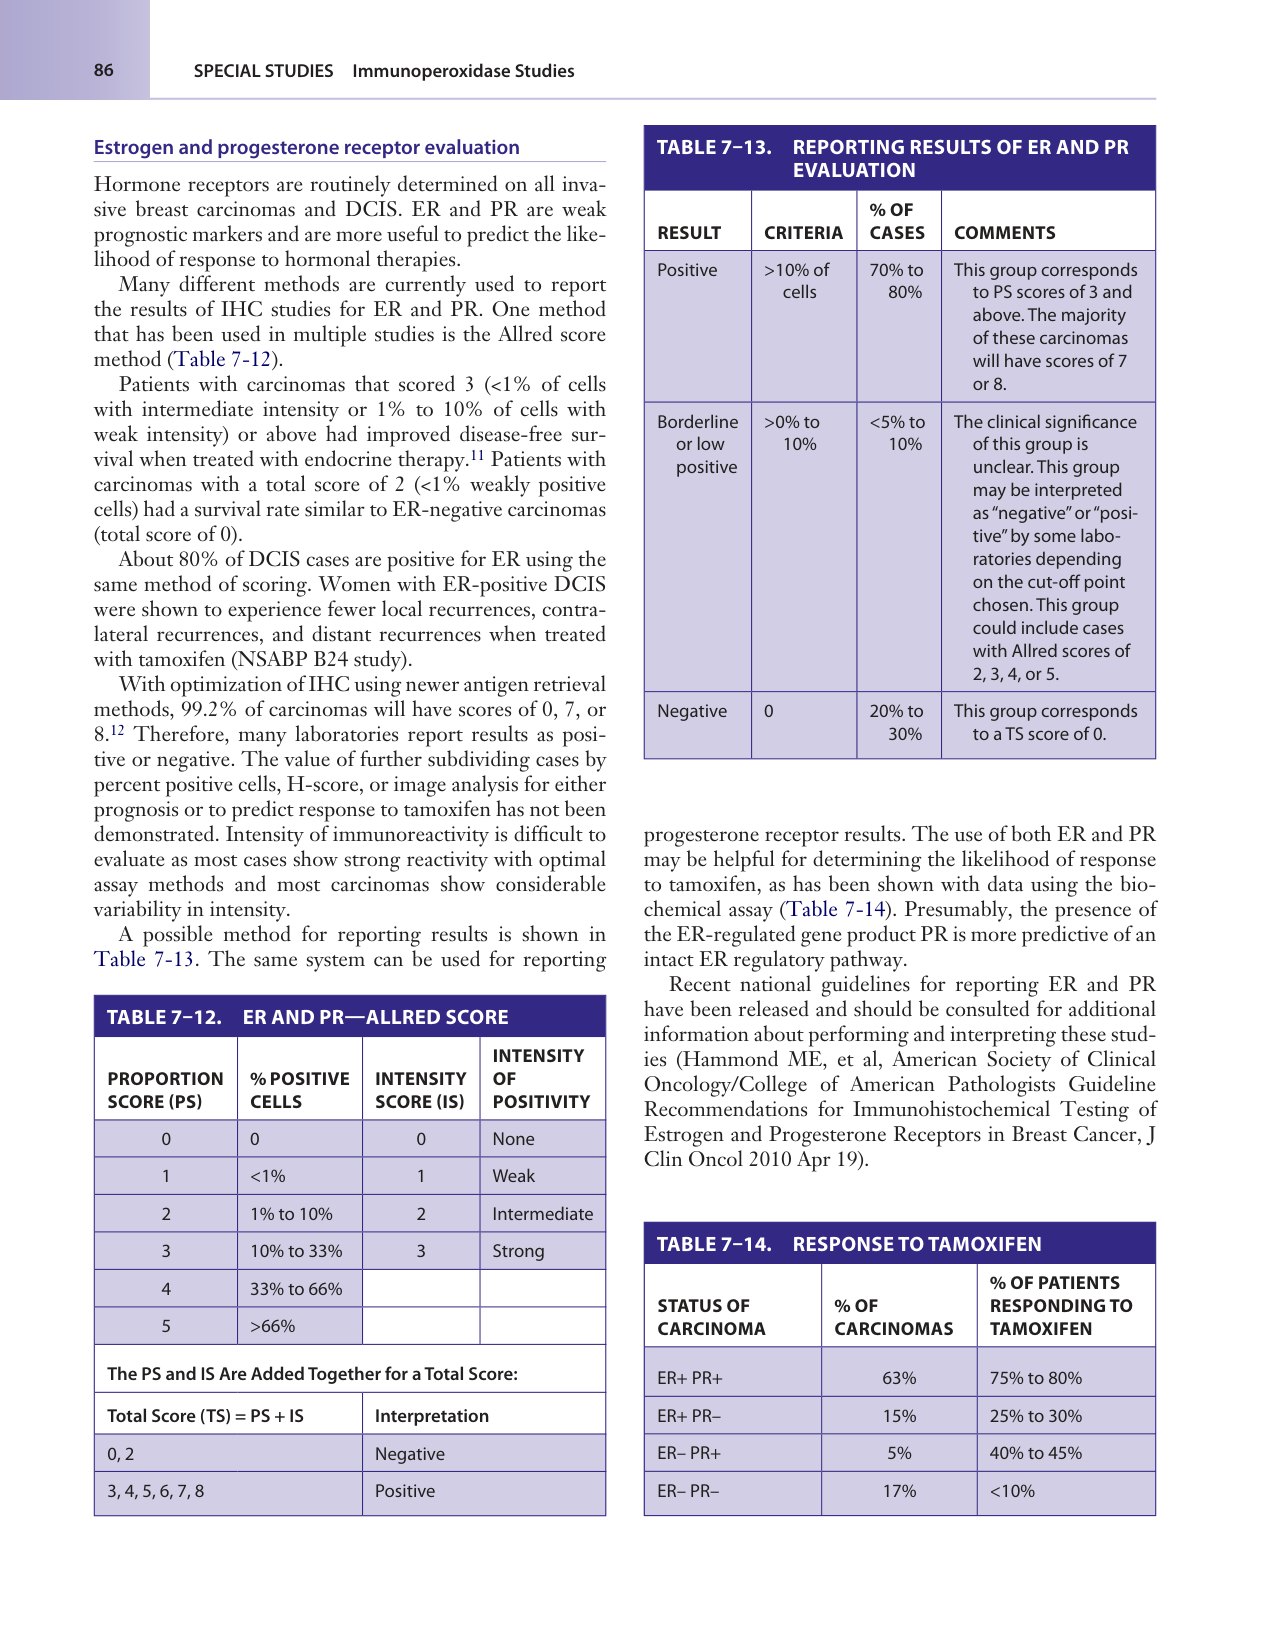 86 SPECIAL STUDIES Immunoperoxidase Studies
Estrogen and progesterone receptor evaluation
Hormone receptors are routinely determined on all inva-
sive breast carcinomas and DCIS. ER and PR are weak
prognostic markers and are more useful to predict the like-
lihood of response to hormonal therapies.
Many different methods are currently used to report
the results of IHC studies for ER and PR. One method
that has been used in multiple studies is the Allred score
method (Table 7-12).
Patients with carcinomas that scored 3 (<1% of cells
with intermediate intensity or 1% to 10% of cells with
weak intensity) or above had improved disease-free sur-
vival when treated with endocrine therapy.11 Patients with
carcinomas with a total score of 2 (<1% weakly positive
cells) had a survival rate similar to ER-negative carcinomas
(total score of 0).
About 80% of DCIS cases are positive for ER using the
same method of scoring. Women with ER-positive DCIS
were shown to experience fewer local recurrences, contra-
lateral recurrences, and distant recurrences when treated
with tamoxifen (NSABP B24 study).
With optimization of IHC using newer antigen retrieval
methods, 99.2% of carcinomas will have scores of 0, 7, or
8.12 Therefore, many laboratories report results as posi-
tive or negative. The value of further subdividing cases by
percent positive cells, H-score, or image analysis for either
prognosis or to predict response to tamoxifen has not been
demonstrated. Intensity of immunoreactivity is difficult to
evaluate as most cases show strong reactivity with optimal
assay methods and most carcinomas show considerable
variability in intensity.
A possible method for reporting results is shown in
Table 7-13. The same system can be used for reporting
TABLE 7–12. ER AND PR—ALLRED SCORE
PROPORTION SCORE (PS) % POSITIVE CELLS INTENSITY SCORE (IS) INTENSITY OF POSITIVITY
0 0 0 None
1 <1% 1 Weak
2 1% to 10% 2 Intermediate
3 10% to 33% 3 Strong
4 33% to 66%
5 >66%
The PS and IS Are Added Together for a Total Score:
Total Score (TS) = PS + IS Interpretation
0, 2 Negative
3, 4, 5, 6, 7, 8 Positive
TABLE 7–13. REPORTING RESULTS OF ER AND PR
EVALUATION
RESULT CRITERIA % OF CASES COMMENTS
Positive >10% of 70% to This group corresponds
cells 80% to PS scores of 3 and
above. The majority
of these carcinomas
will have scores of 7
or 8.
Borderline >0% to <5% to The clinical significance
or low 10% 10% of this group is
positive unclear. This group
may be interpreted
as “negative” or “posi-
tive” by some labo-
ratories depending
on the cut-off point
chosen. This group
could include cases
with Allred scores of
2, 3, 4, or 5.
Negative 0 20% to This group corresponds
30% to a TS score of 0.
progesterone receptor results. The use of both ER and PR
may be helpful for determining the likelihood of response
to tamoxifen, as has been shown with data using the bio-
chemical assay (Table 7-14). Presumably, the presence of
the ER-regulated gene product PR is more predictive of an
intact ER regulatory pathway.
Recent national guidelines for reporting ER and PR
have been released and should be consulted for additional
information about performing and interpreting these stud-
ies (Hammond ME, et al, American Society of Clinical
Oncology/College of American Pathologists Guideline
Recommendations for Immunohistochemical Testing of
Estrogen and Progesterone Receptors in Breast Cancer, J
Clin Oncol 2010 Apr 19).
TABLE 7–14. RESPONSE TO TAMOXIFEN
STATUS OF CARCINOMA % OF CARCINOMAS % OF PATIENTS RESPONDING TO TAMOXIFEN
ER+ PR+ 63% 75% to 80%
ER+ PR– 15% 25% to 30%
ER– PR+ 5% 40% to 45%
ER– PR– 17% <10%